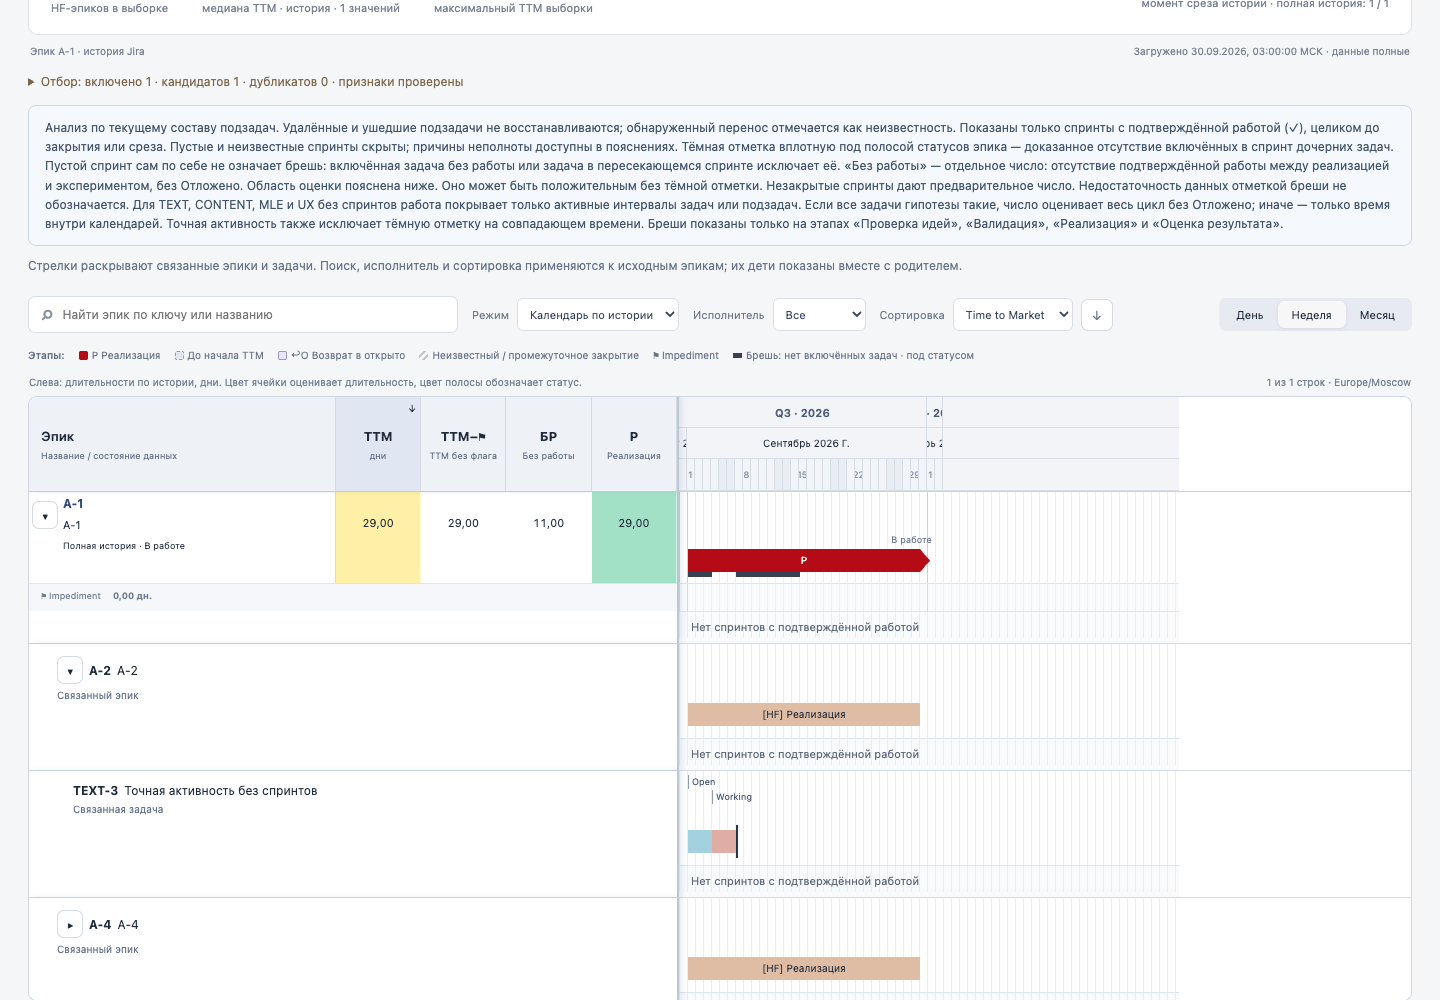 HF-эпиков в выборке
медиана TTM · история · 1 значений
максимальный TTM выборки
момент среза истории · полная история: 1 / 1
Эпик A-1 · история Jira
Загружено 30.09.2026, 03:00:00 МСК · данные полные
Отбор: включено 1 · кандидатов 1 · дубликатов 0 · признаки проверены
Анализ по текущему составу подзадач. Удалённые и ушедшие подзадачи не восстанавливаются; обнаруженный перенос отмечается как неизвестность. Показаны только спринты с подтверждённой работой (✓), целиком до
закрытия или среза. Пустые и неизвестные спринты скрыты; причины неполноты доступны в пояснениях. Тёмная отметка вплотную под полосой статусов эпика — доказанное отсутствие включённых в спринт дочерних задач.
Пустой спринт сам по себе не означает брешь: включённая задача без работы или задача в пересекающемся спринте исключает её. «Без работы» — отдельное число: отсутствие подтверждённой работы между реализацией
и экспериментом, без Отложено. Область оценки пояснена ниже. Оно может быть положительным без тёмной отметки. Незакрытые спринты дают предварительное число. Недостаточность данных отметкой бреши не
обозначается. Для TEXT, CONTENT, MLE и UX без спринтов работа покрывает только активные интервалы задач или подзадач. Если все задачи гипотезы такие, число оценивает весь цикл без Отложено; иначе — только время
внутри календарей. Точная активность также исключает тёмную отметку на совпадающем времени. Бреши показаны только на этапах «Проверка идей», «Валидация», «Реализация» и «Оценка результата».
Стрелки раскрывают связанные эпики и задачи. Поиск, исполнитель и сортировка применяются к исходным эпикам; их дети показаны вместе с родителем.
Найти эпик по ключу или названию
Режим
Календарь по истории
Исполнитель
Все
Сортировка
Time to Market
↓
День
Неделя
Месяц
Этапы:
Р Реализация
До начала TTM
↩O Возврат в открыто
Неизвестный / промежуточное закрытие
⚑ Impediment
Брешь: нет включённых задач · под статусом
Слева: длительности по истории, дни. Цвет ячейки оценивает длительность, цвет полосы обозначает статус.
1 из 1 строк · Europe/Moscow
Эпик
Название / состояние данных
↓
TTM
дни
TTM−⚑
TTM без флага
БР
Без работы
Р
Реализация
Q3 · 2026
· 2
Сентябрь 2026 Г.
1
8
15
22
29
1
A-1
A-1
Полная история · В работе
29,00
29,00
11,00
29,00
В работе
Р
⚑ Impediment 0,00 дн.
Нет спринтов с подтверждённой работой
A-2 A-2
Связанный эпик
[HF] Реализация
Нет спринтов с подтверждённой работой
TEXT-3 Точная активность без спринтов
Связанная задача
Open
Working
Нет спринтов с подтверждённой работой
A-4 A-4
Связанный эпик
[HF] Реализация